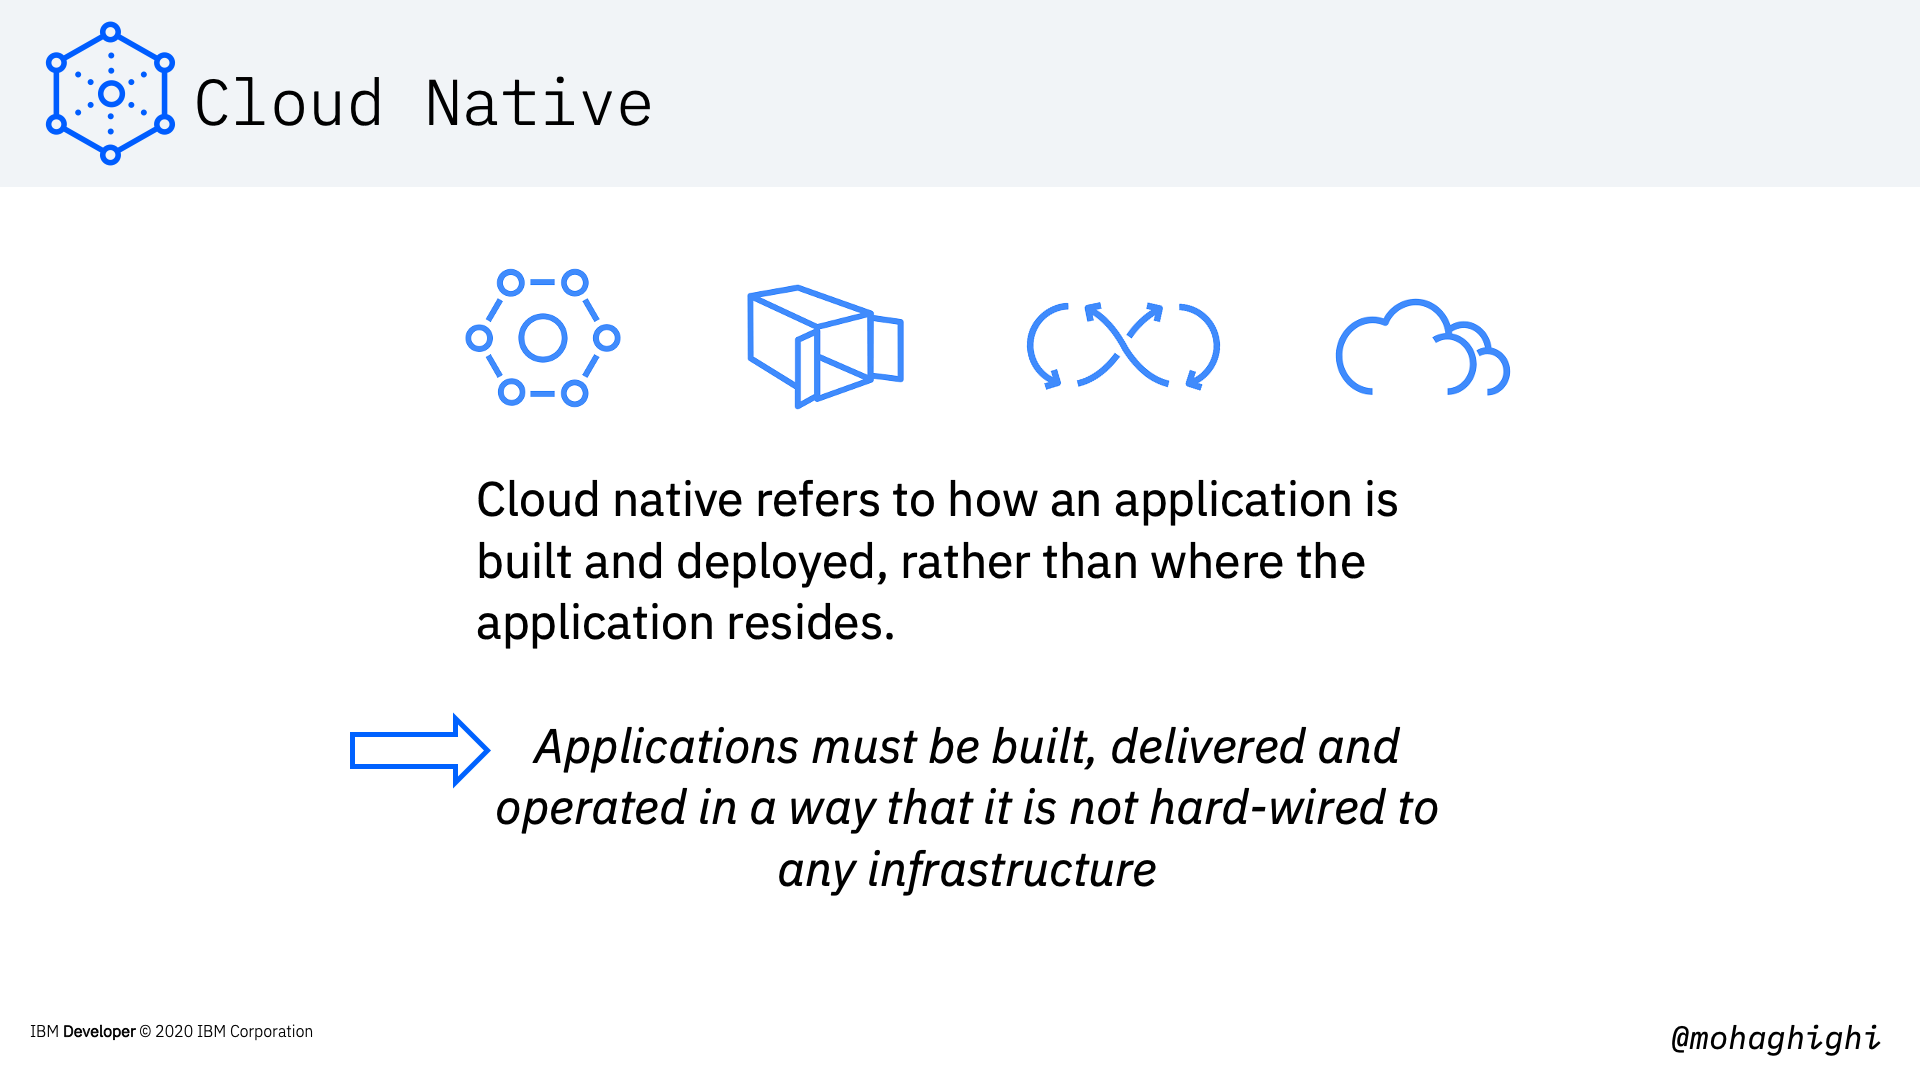 Cloud Native
Cloud native refers to how an application is
built and deployed, rather than where the
application resides.
Applications must be built, delivered and
operated in a way that it is not hard-wired to
any infrastructure
IBM Developer © 2020 IBM Corporation
@mohaghighi